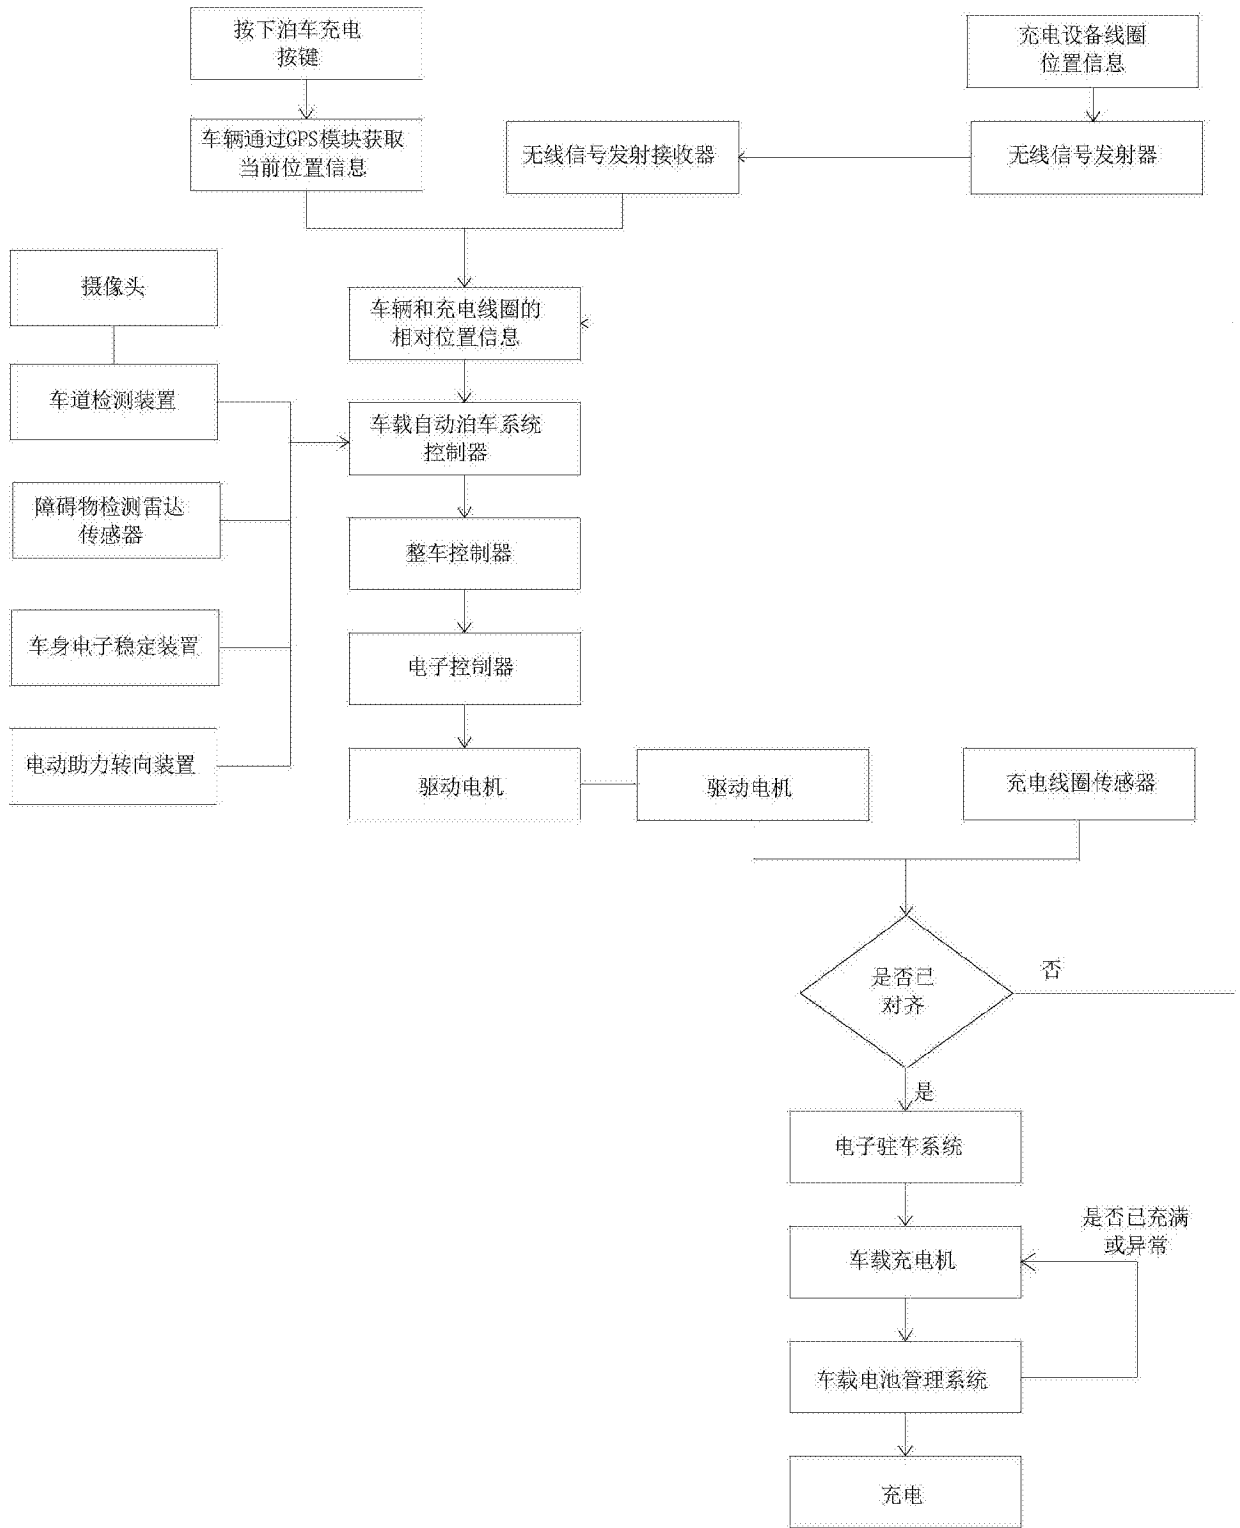 按下泊车充电
按键
充电设备线圈
位置信息
车辆通过GPS模块获取
当前位置信息
无线信号发射接收器
无线信号发射器
摄像头
车辆和充电线圈的
相对位置信息
车道检测装置
车载自动泊车系统
控制器
障碍物检测雷达
传感器
整车控制器
车身电子稳定装置
电子控制器
电动助力转向装置
驱动电机
驱动电机
充电线圈传感器
是否已
对齐
否
是
电子驻车系统
是否已充满
或异常
车载充电机
车载电池管理系统
充电